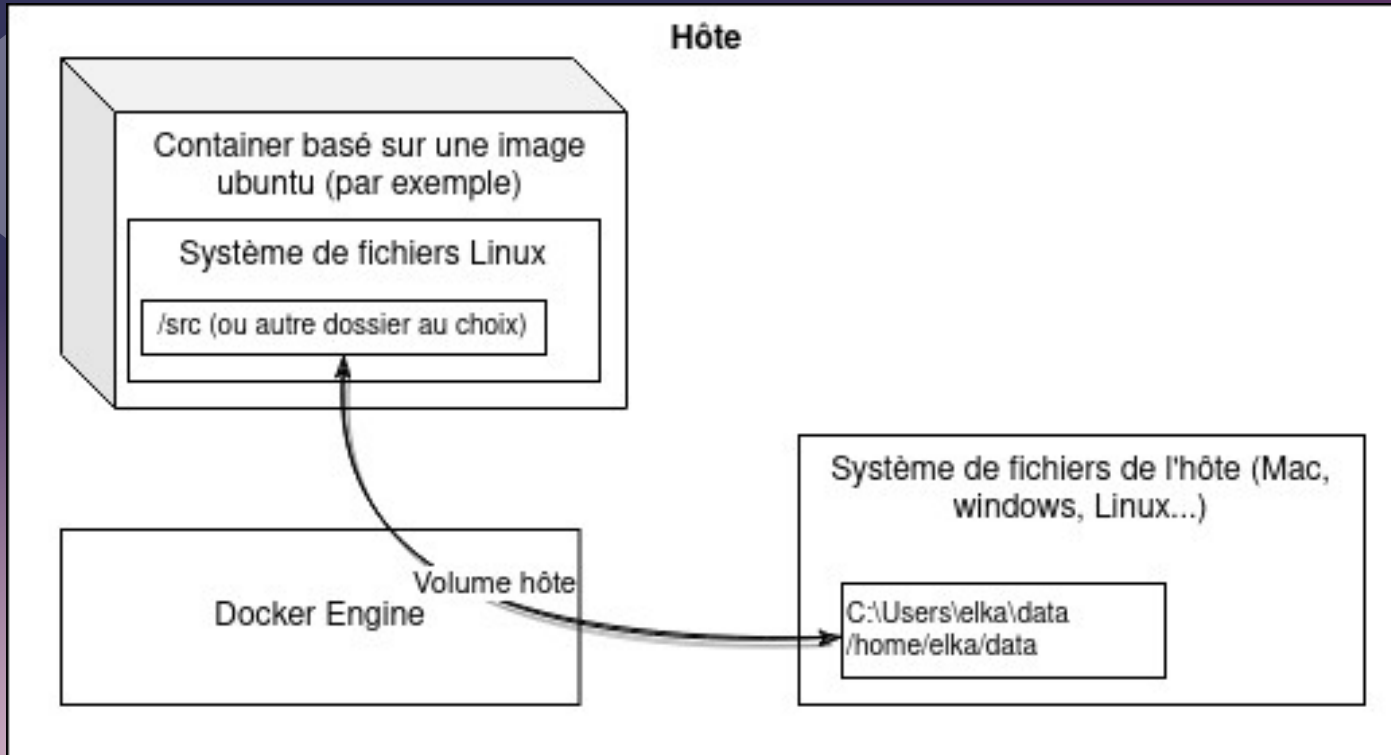 Hôte
Container basé sur une image
ubuntu (par exemple)
Système de fichiers Linux
/src (ou autre dossier au choix)
Système de fichiers de l'hôte (Mac,
windows, Linux...)
Volume hôte
Docker Engine
C:\Users\elka\data
/home/elka/data